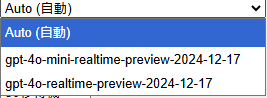 Auto (自動)
Auto (自動)
gpt-4o-mini-realtime-preview-2024-12-17
gpt-4o-realtime-preview-2024-12-17